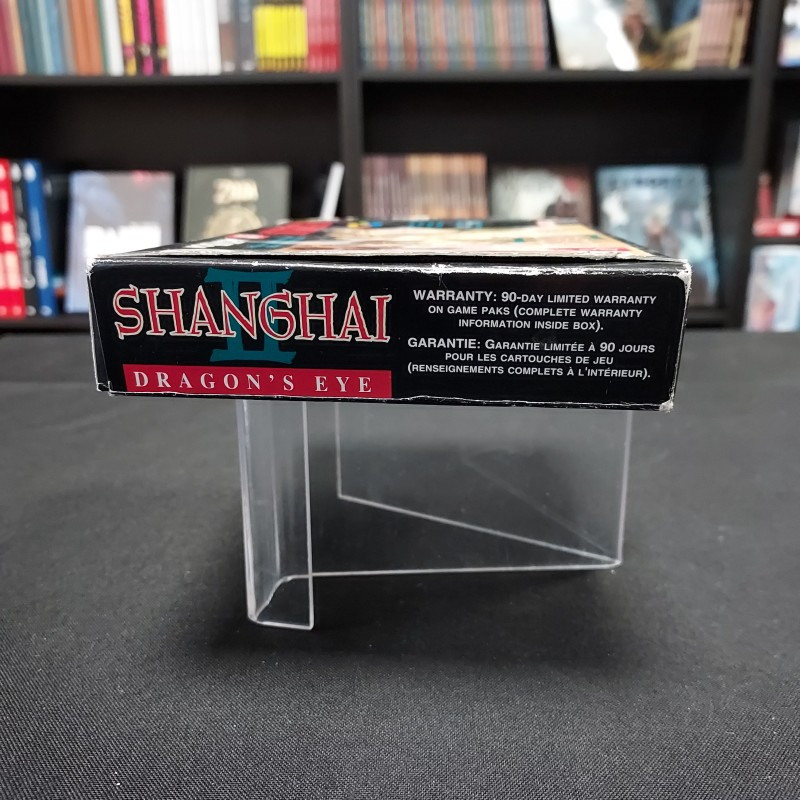 SHANGHAI
II
DRAGON'S EYE
WARRANTY: 90-DAY LIMITED WARRANTY
ON GAME PAKS (COMPLETE WARRANTY
INFORMATION INSIDE BOX).
GARANTIE: GARANTIE LIMITÉE À 90 JOURS
POUR LES CARTOUCHES DE JEU
(RENSEIGNEMENTS COMPLETS À L'INTÉRIEUR).